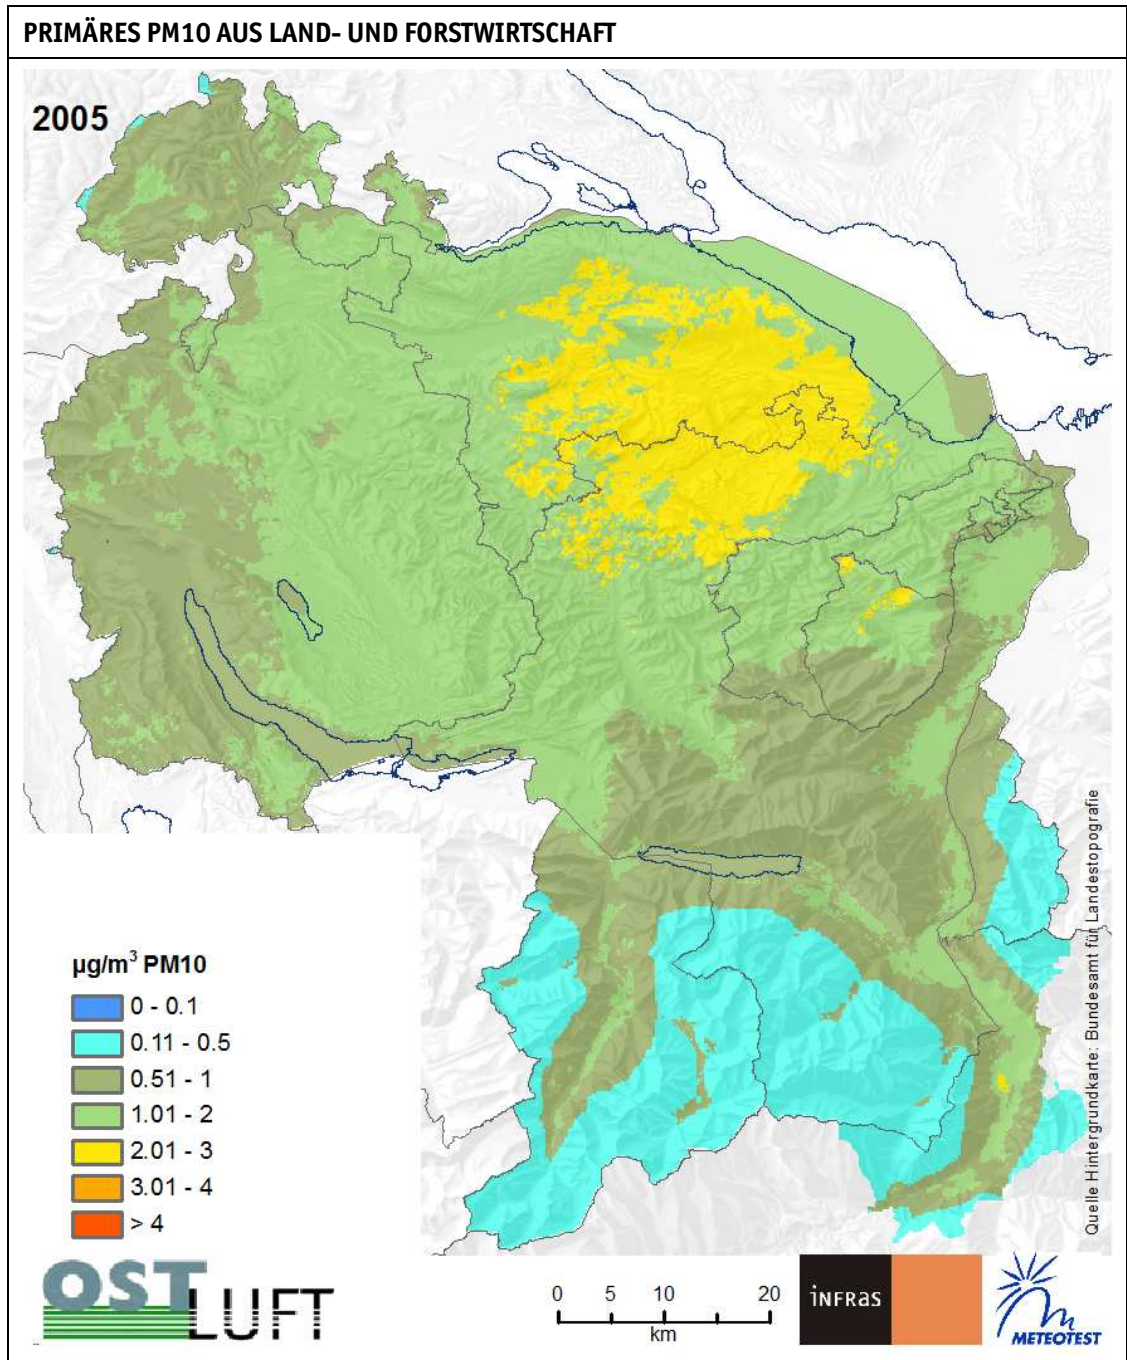 PRIMÄRES PM10 AUS LAND- UND FORSTWIRTSCHAFT
2005
µg/m³ PM10
0 - 0.1
0.11 - 0.5
0.51 - 1
1.01 - 2
2.01 - 3
3.01 - 4
> 4
Quelle Hintergrundkarte: Bundesamt für Landestopografie
OST
LUFT
0 5 10 20
km
INFRAS
METEOTEST